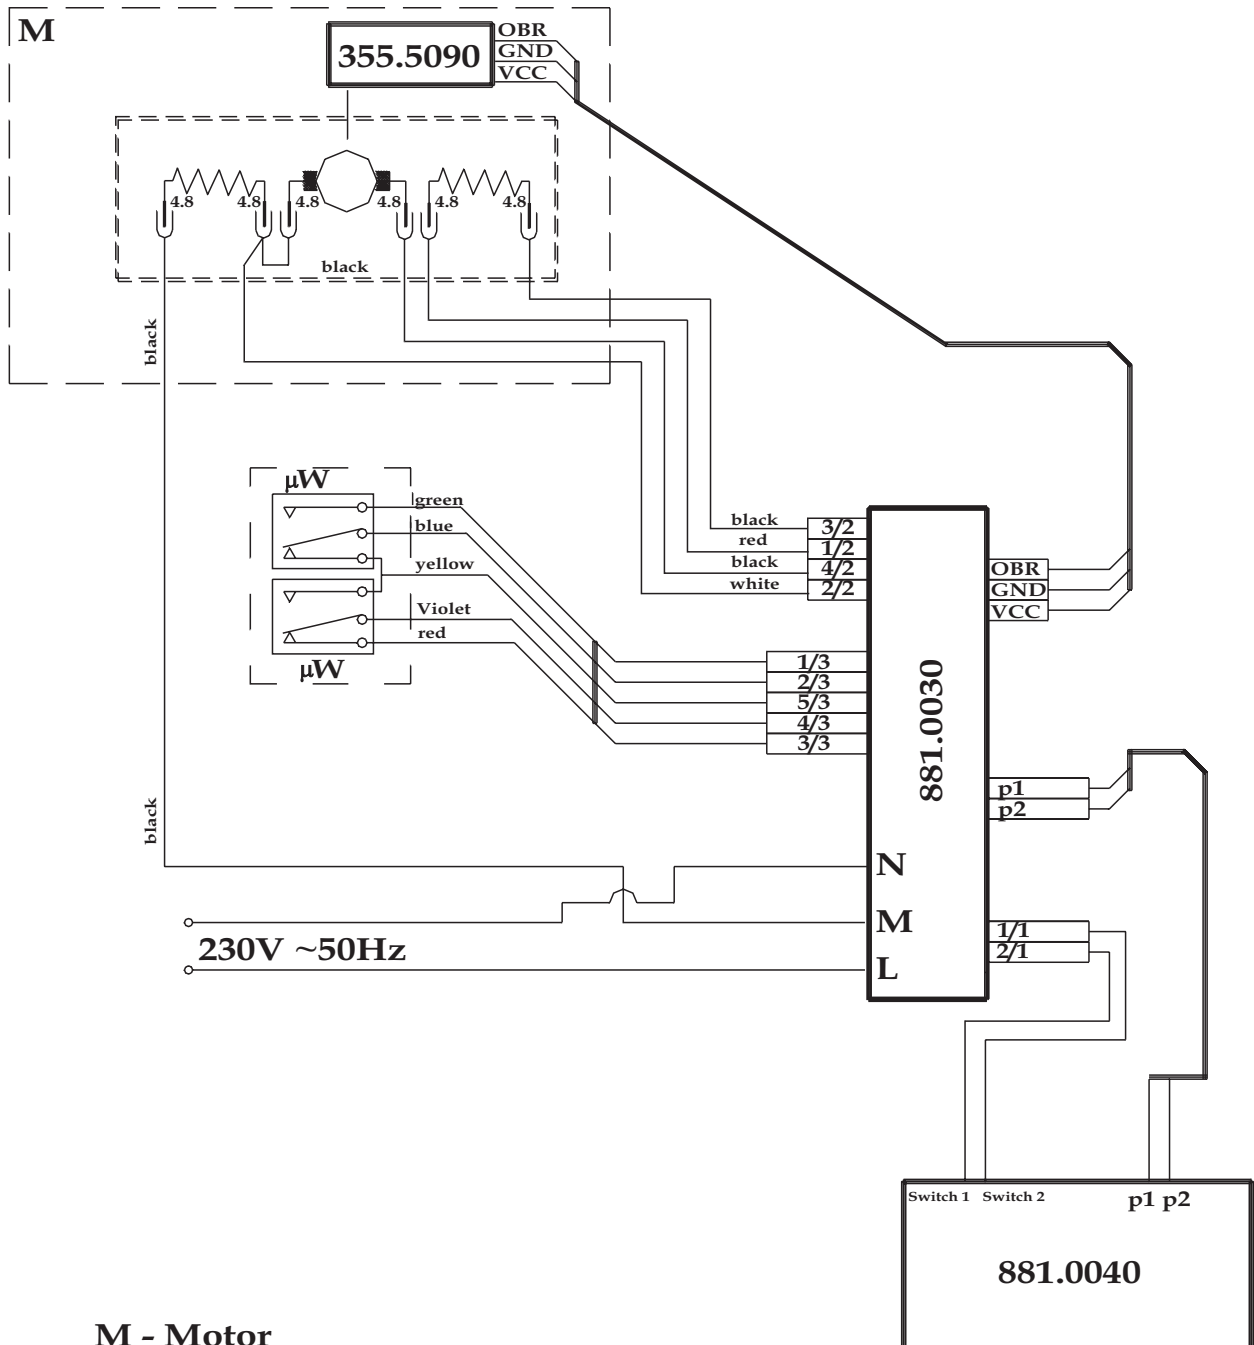 M
OBR
355.5090
GND
VCC
4.8 4.8 4.8 4.8 4.8 4.8
black
black
µW
green
blue
yellow
Violet
red
µW
black 3/2
red 1/2
black 4/2
white 2/2
OBR
GND
VCC
1/3
2/3
5/3
4/3
3/3
881.0030
p1
p2
black
N
M
230V ~50Hz
L
1/1
2/1
Switch 1 Switch 2 p1 p2
881.0040
M - Motor